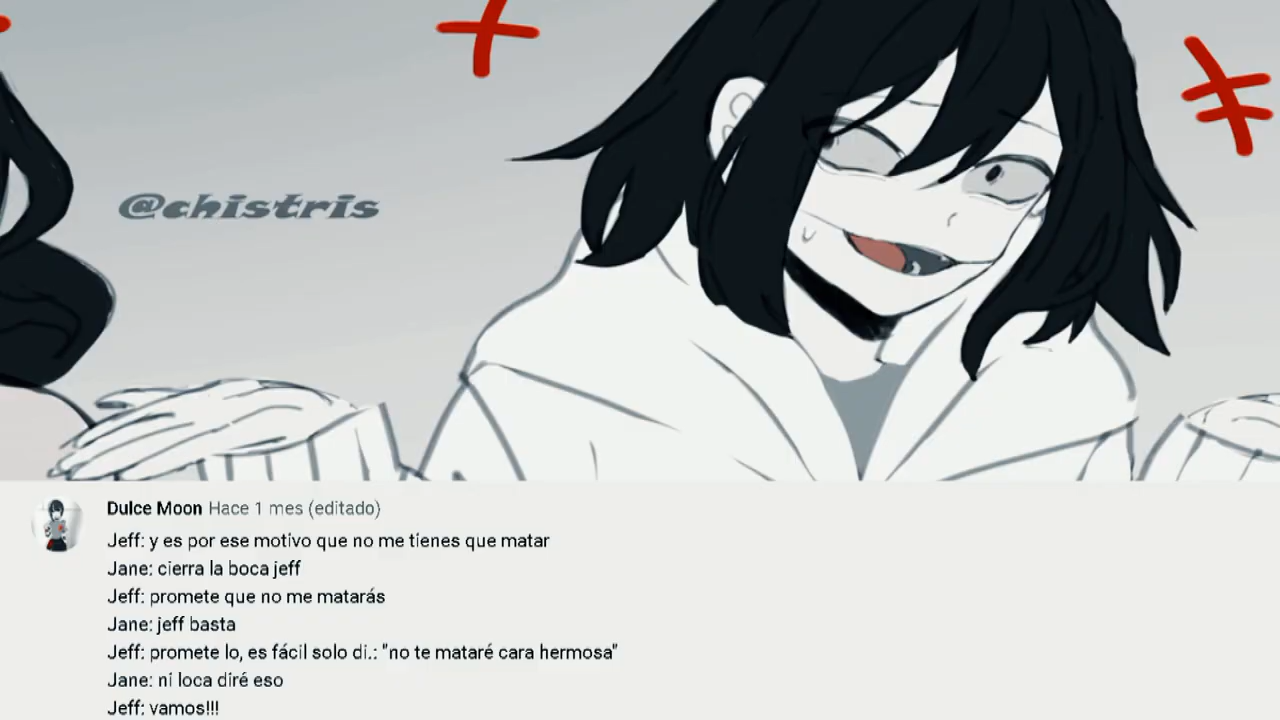 @chistris
Dulce Moon Hace 1 mes (editado)
Jeff: y es por ese motivo que no me tienes que matar
Jane: cierra la boca jeff
Jeff: promete que no me matarás
Jane: jeff basta
Jeff: promete lo, es fácil solo di.: "no te mataré cara hermosa"
Jane: ni loca diré eso
Jeff: vamos!!!